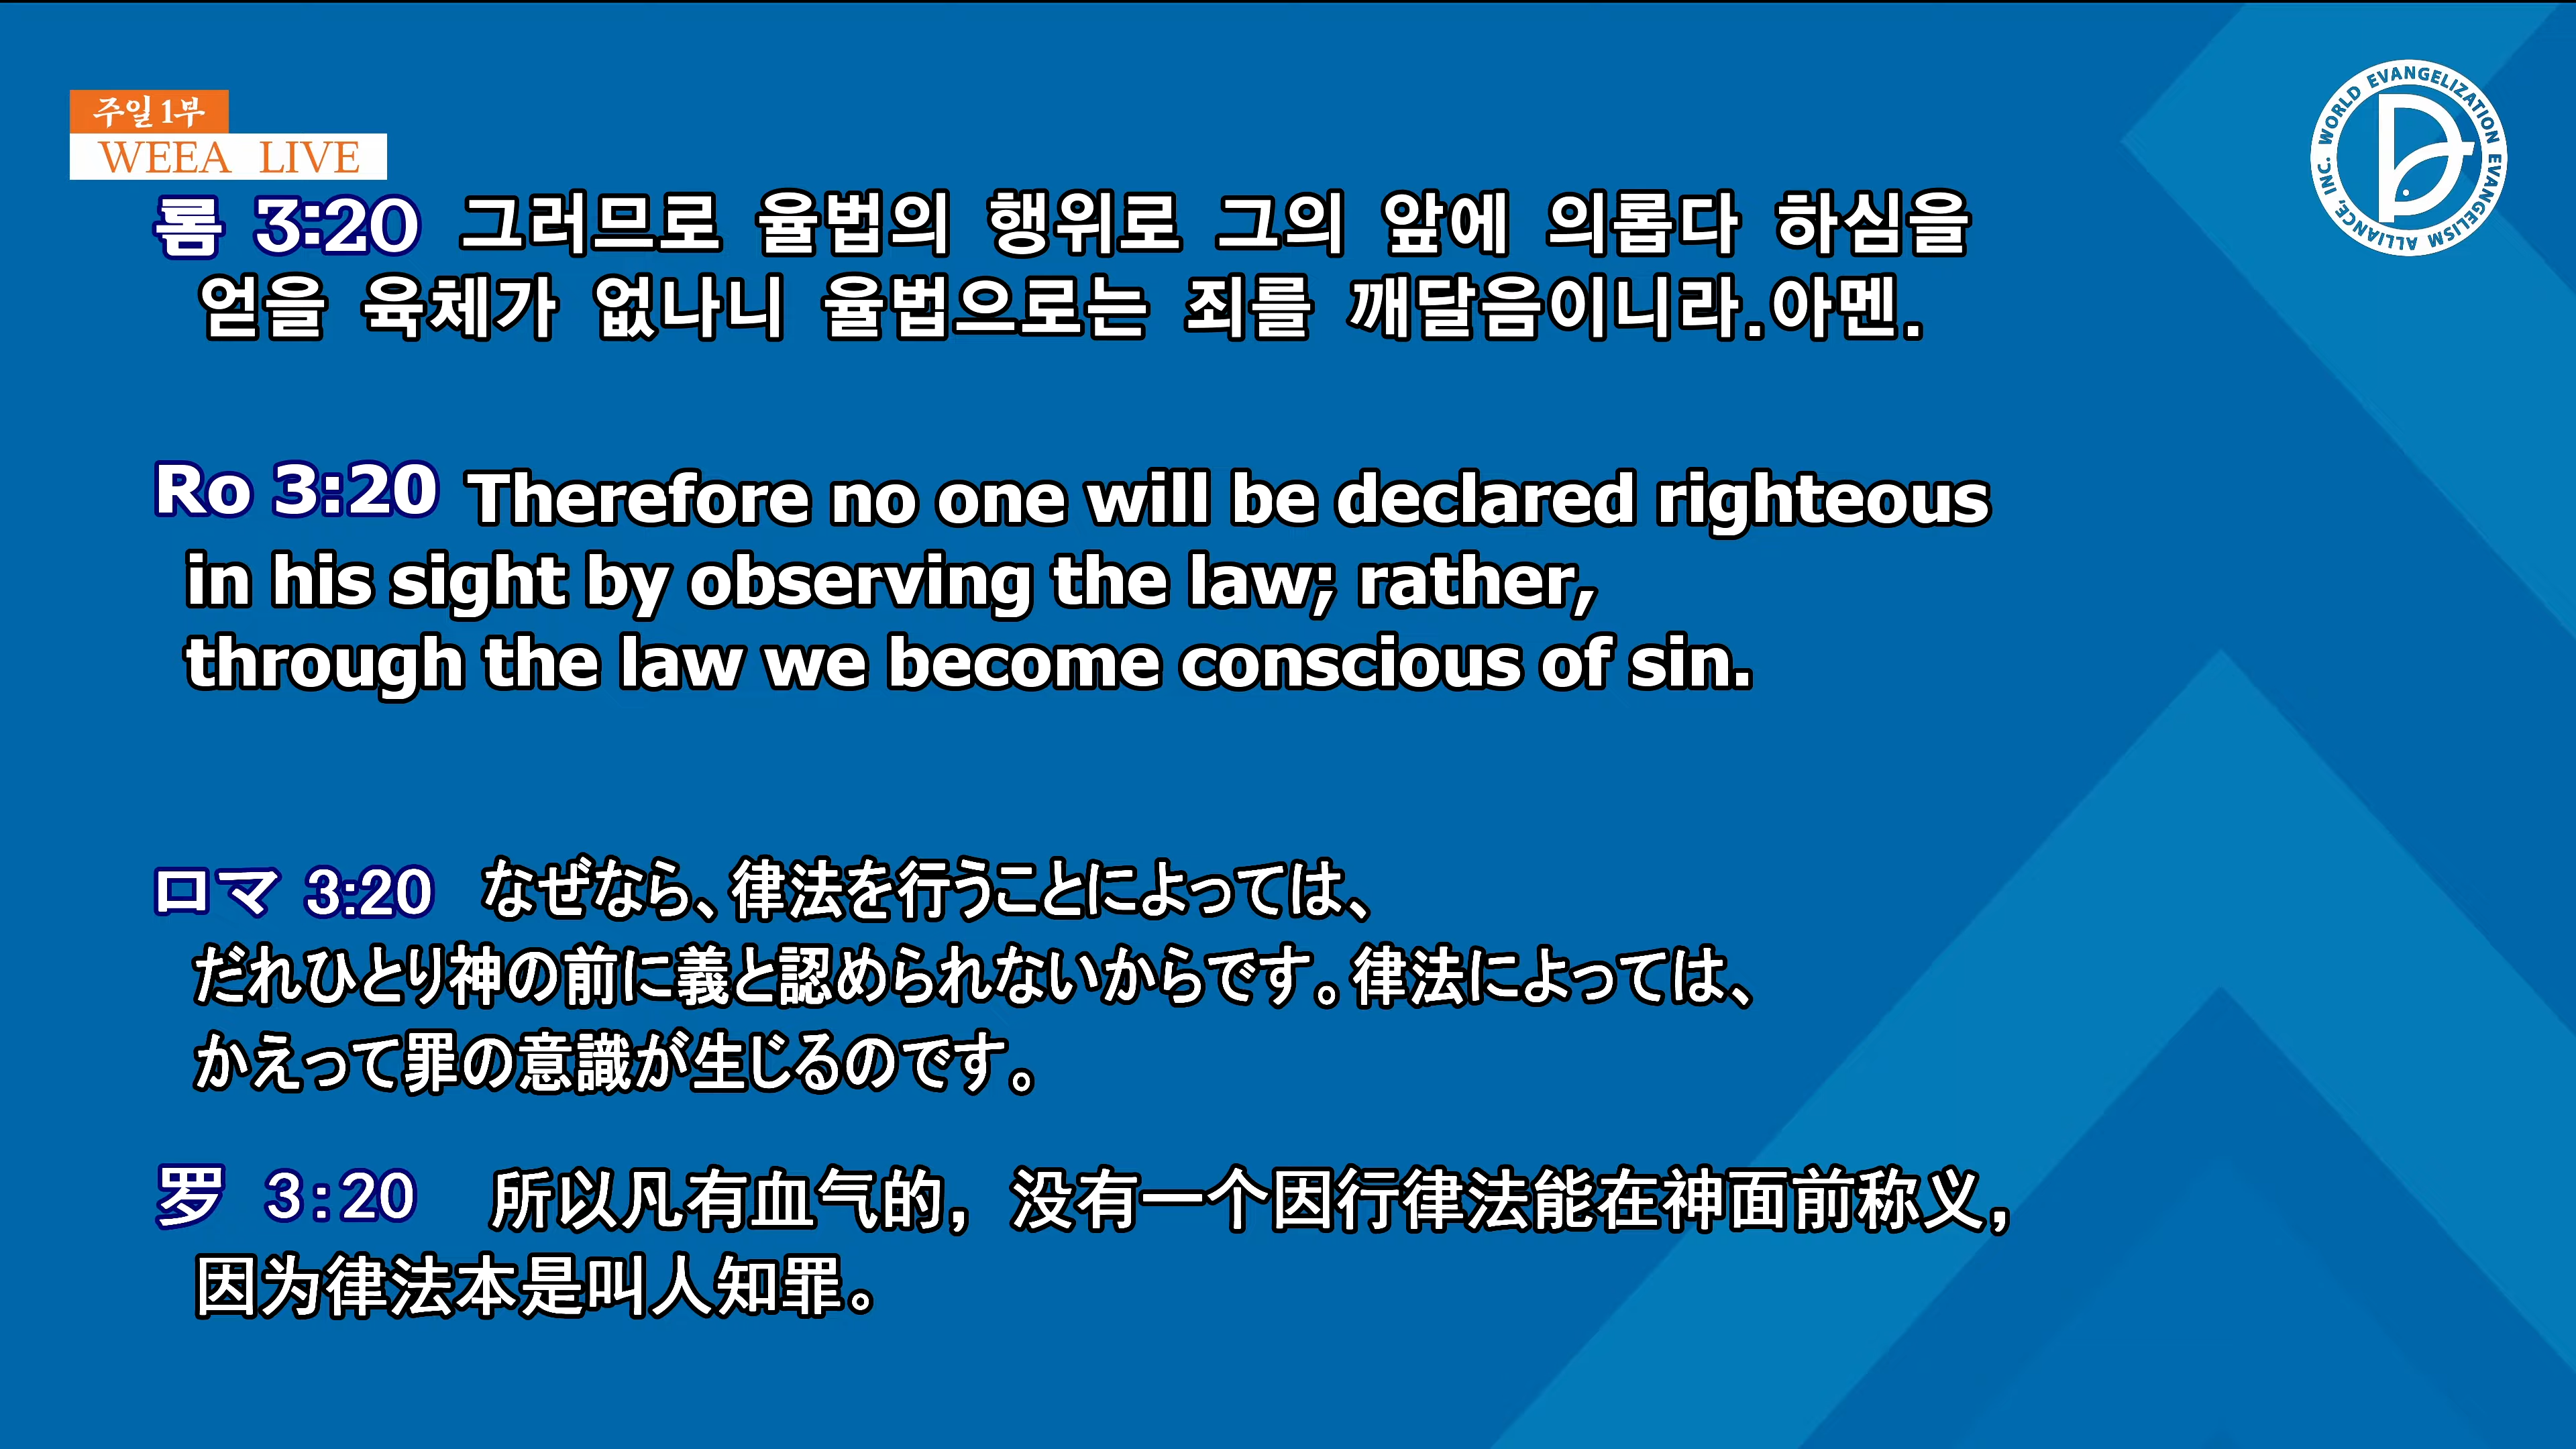 주일 1부
WEEA LIVE
WORLD EVANGELIZATION EVANGELISM ALLIANCE, INC.
롬 3:20 그러므로 율법의 행위로 그의 앞에 의롭다 하심을
얻을 육체가 없나니 율법으로는 죄를 깨달음이니라.아멘.
Ro 3:20 Therefore no one will be declared righteous
in his sight by observing the law; rather,
through the law we become conscious of sin.
ロマ 3:20 なぜなら、律法を行うことによっては、
だれひとり神の前に義と認められないからです。律法によっては、
かえって罪の意識が生じるのです。
罗 3:20 所以凡有血气的，没有一个因行律法能在神面前称义，
因为律法本是叫人知罪。